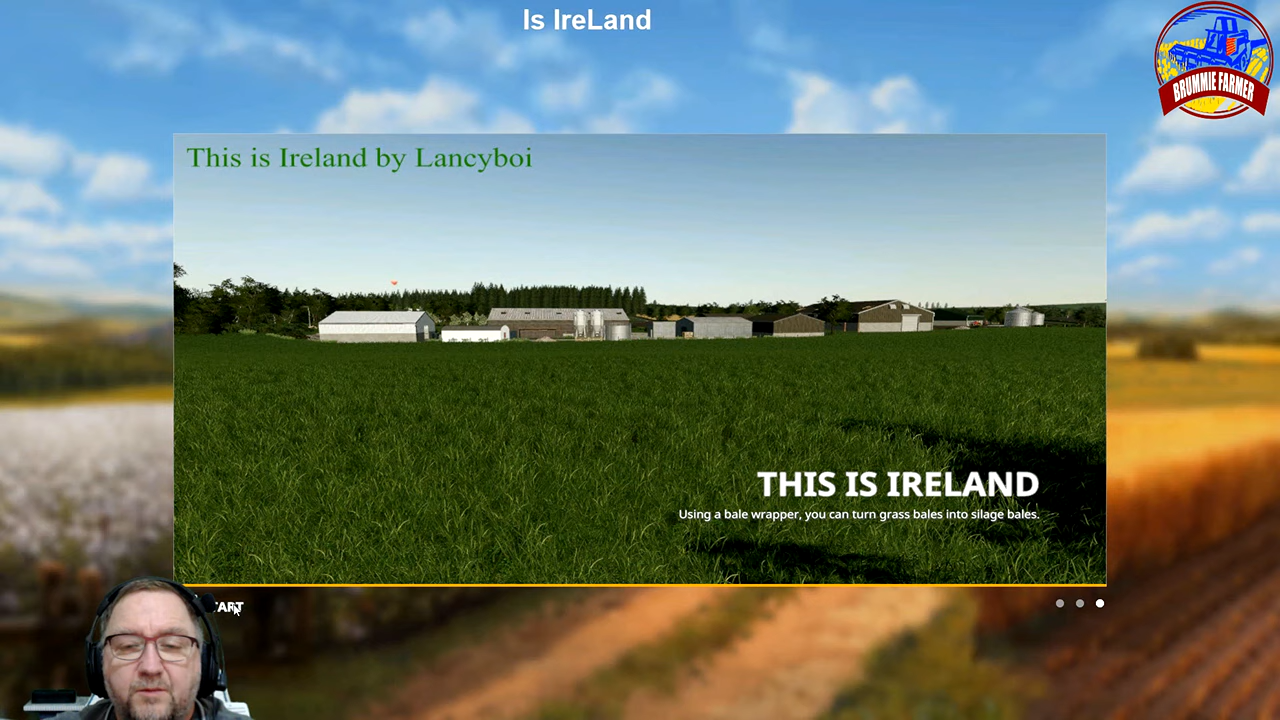 Is IreLand
BRUMMIE FARMER
This is Ireland by Lancyboi
THIS IS IRELAND
Using a bale wrapper, you can turn grass bales into silage bales.